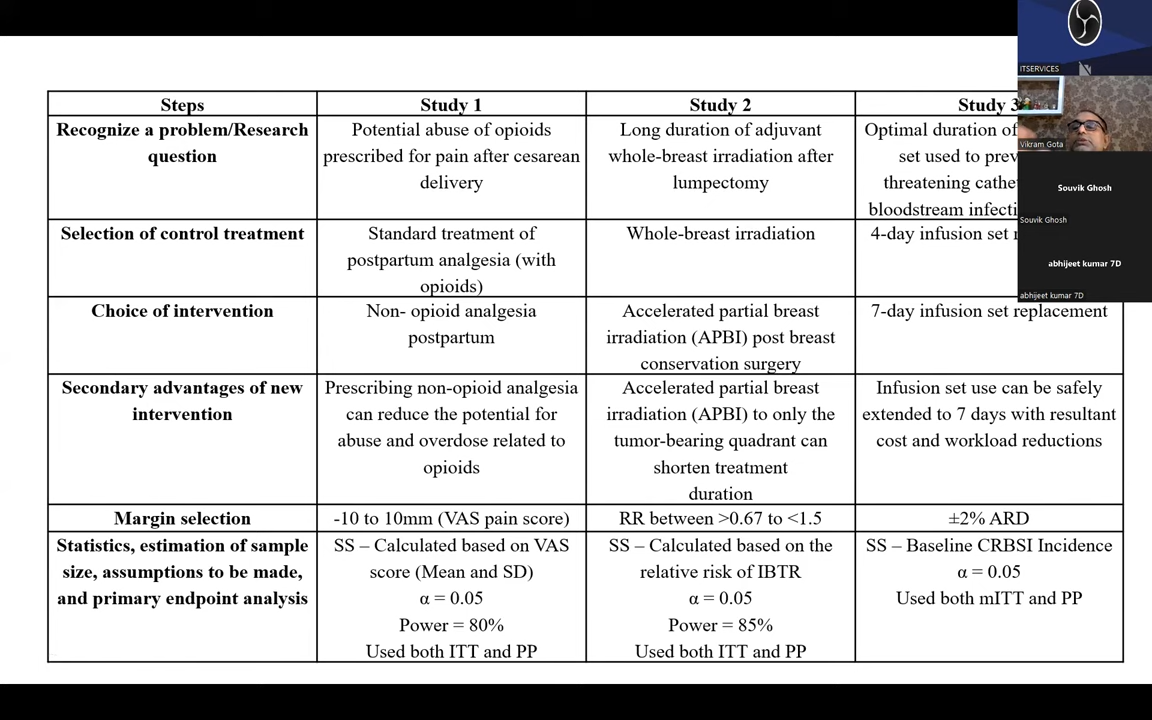 Steps
Study 1
Study 2
Study 3
Recognize a problem/Research
question
Potential abuse of opioids
prescribed for pain after cesarean
delivery
Long duration of adjuvant
whole-breast irradiation after
lumpectomy
Optimal duration of
set used to
threatening
bloodstream
Selection of control treatment
Standard treatment of
postpartum analgesia (with
opioids)
Whole-breast irradiation
4-day infusion set
Choice of intervention
Non- opioid analgesia
postpartum
Accelerated partial breast
irradiation (APBI) post breast
conservation surgery
7-day infusion set replacement
Secondary advantages of new
intervention
Prescribing non-opioid analgesia
can reduce the potential for
abuse and overdose related to
opioids
Accelerated partial breast
irradiation (APBI) to only the
tumor-bearing quadrant can
shorten treatment
duration
Infusion set use can be safely
extended to 7 days with resultant
cost and workload reductions
Margin selection
-10 to 10mm (VAS pain score)
RR between >0.67 to <1.5
±2% ARD
Statistics, estimation of sample
size, assumptions to be made,
and primary endpoint analysis
SS – Calculated based on VAS
score (Mean and SD)
α = 0.05
Power = 80%
Used both ITT and PP
SS – Calculated based on the
relative risk of IBTR
α = 0.05
Power = 85%
Used both ITT and PP
SS – Baseline CRBSI Incidence
α = 0.05
Used both mITT and PP
ITSERVICES
Vikram Gota
Souvik Ghosh
Souvik Ghosh
abhijeet kumar 7D
abhijeet kumar 7D